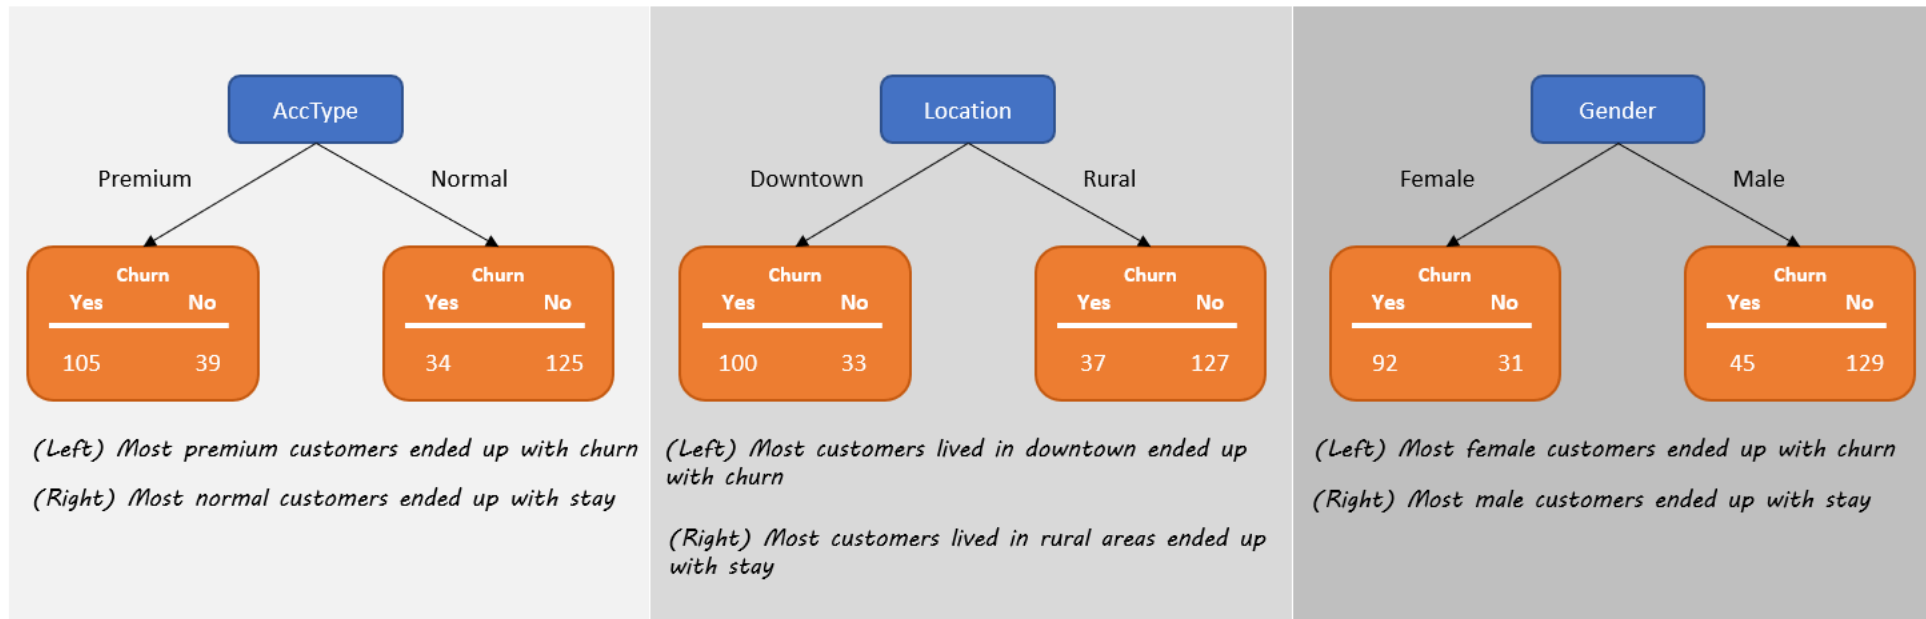 AccType
Premium
Normal
Churn
Yes No
105 39
Churn
Yes No
34 125
(Left) Most premium customers ended up with churn
(Right) Most normal customers ended up with stay
Location
Downtown
Rural
Churn
Yes No
100 33
Churn
Yes No
37 127
(Left) Most customers lived in downtown ended up
with churn
(Right) Most customers lived in rural areas ended up
with stay
Gender
Female
Male
Churn
Yes No
92 31
Churn
Yes No
45 129
(Left) Most female customers ended up with churn
(Right) Most male customers ended up with stay